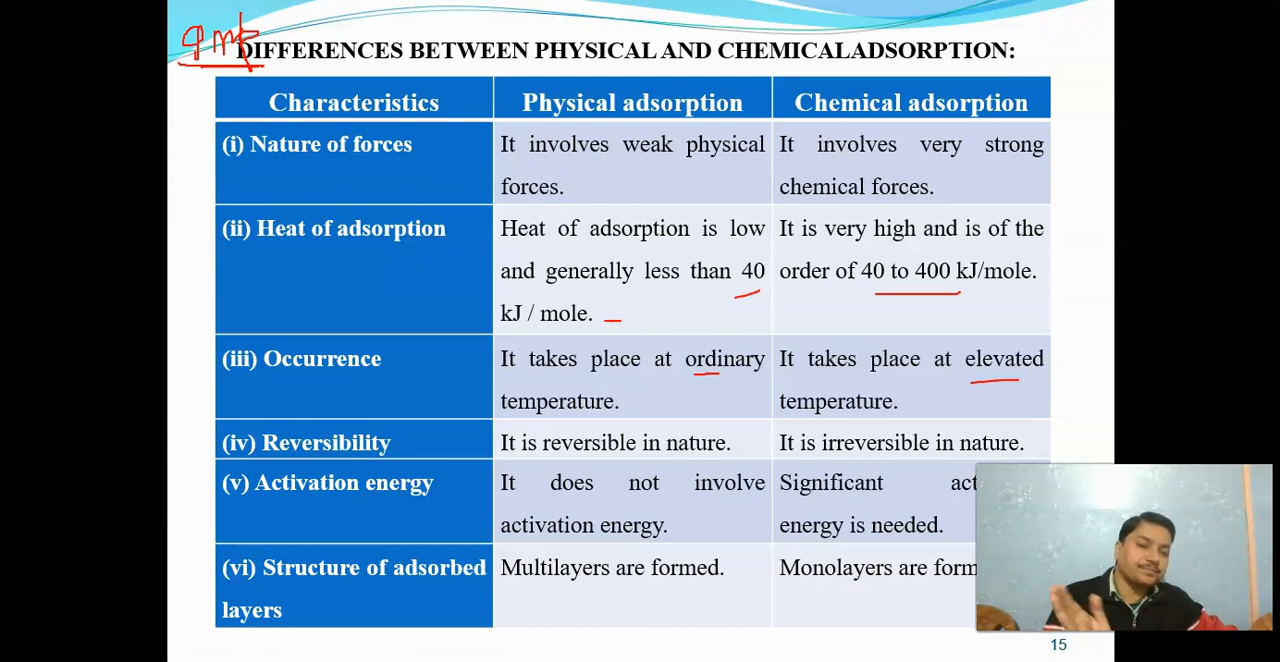 Imp
DIFFERENCES BETWEEN PHYSICAL AND CHEMICALADSORPTION:
Characteristics
Physical adsorption
Chemical adsorption
(i) Nature of forces
It involves weak physical
forces.
It involves very strong
chemical forces.
(ii) Heat of adsorption
Heat of adsorption is low
and generally less than 40
kJ / mole.
It is very high and is of the
order of 40 to 400 kJ/mole.
(iii) Occurrence
It takes place at ordinary
temperature.
It takes place at elevated
temperature.
(iv) Reversibility
It is reversible in nature.
It is irreversible in nature.
(v) Activation energy
It does not involve
activation energy.
Significant act
energy is needed.
(vi) Structure of adsorbed
layers
Multilayers are formed.
Monolayers are form
15